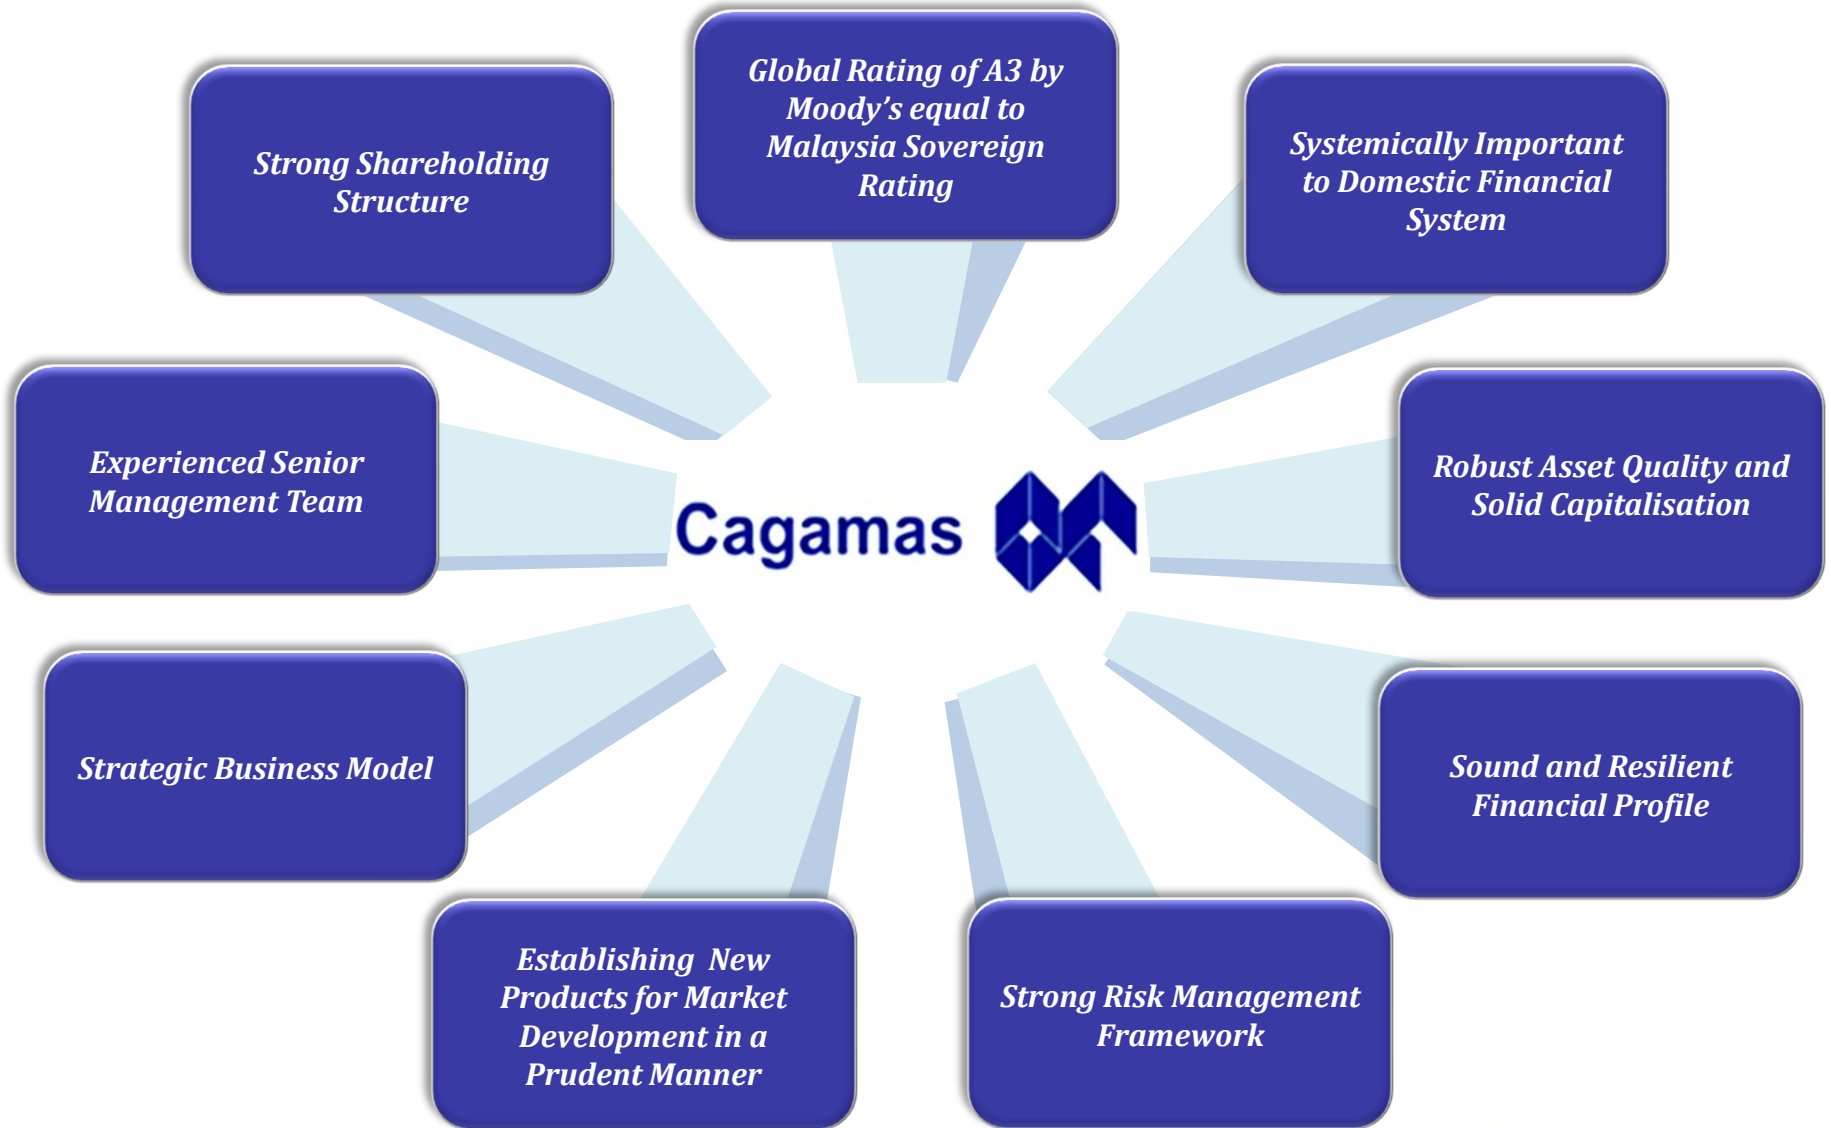 Global Rating of A3 by
Moody's equal to
Malaysia Sovereign
Rating
Strong Shareholding
Structure
Systemically Important
to Domestic Financial
System
Experienced Senior
Management Team
Robust Asset Quality and
Solid Capitalisation
Cagamas
Strategic Business Model
Sound and Resilient
Financial Profile
Establishing  New
Products for Market
Development in a
Prudent Manner
Strong Risk Management
Framework